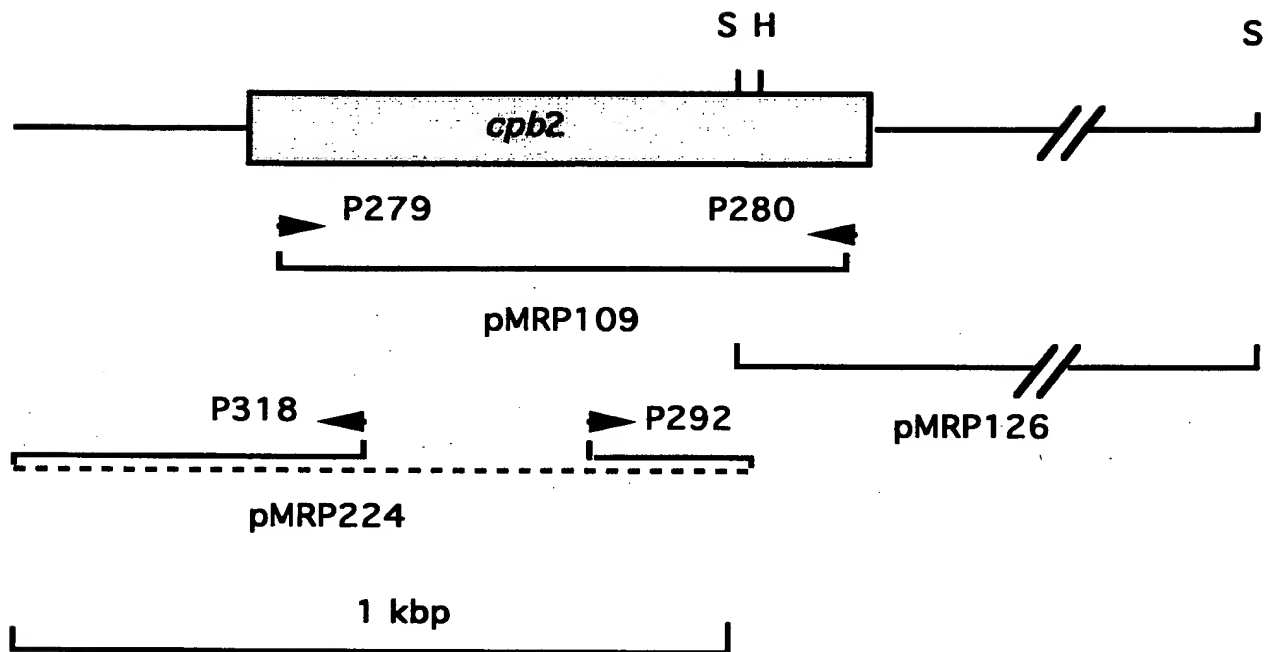 S H
S
cpb2
P279
P280
pMRP109
P318
P292
pMRP126
pMRP224
1 kbp